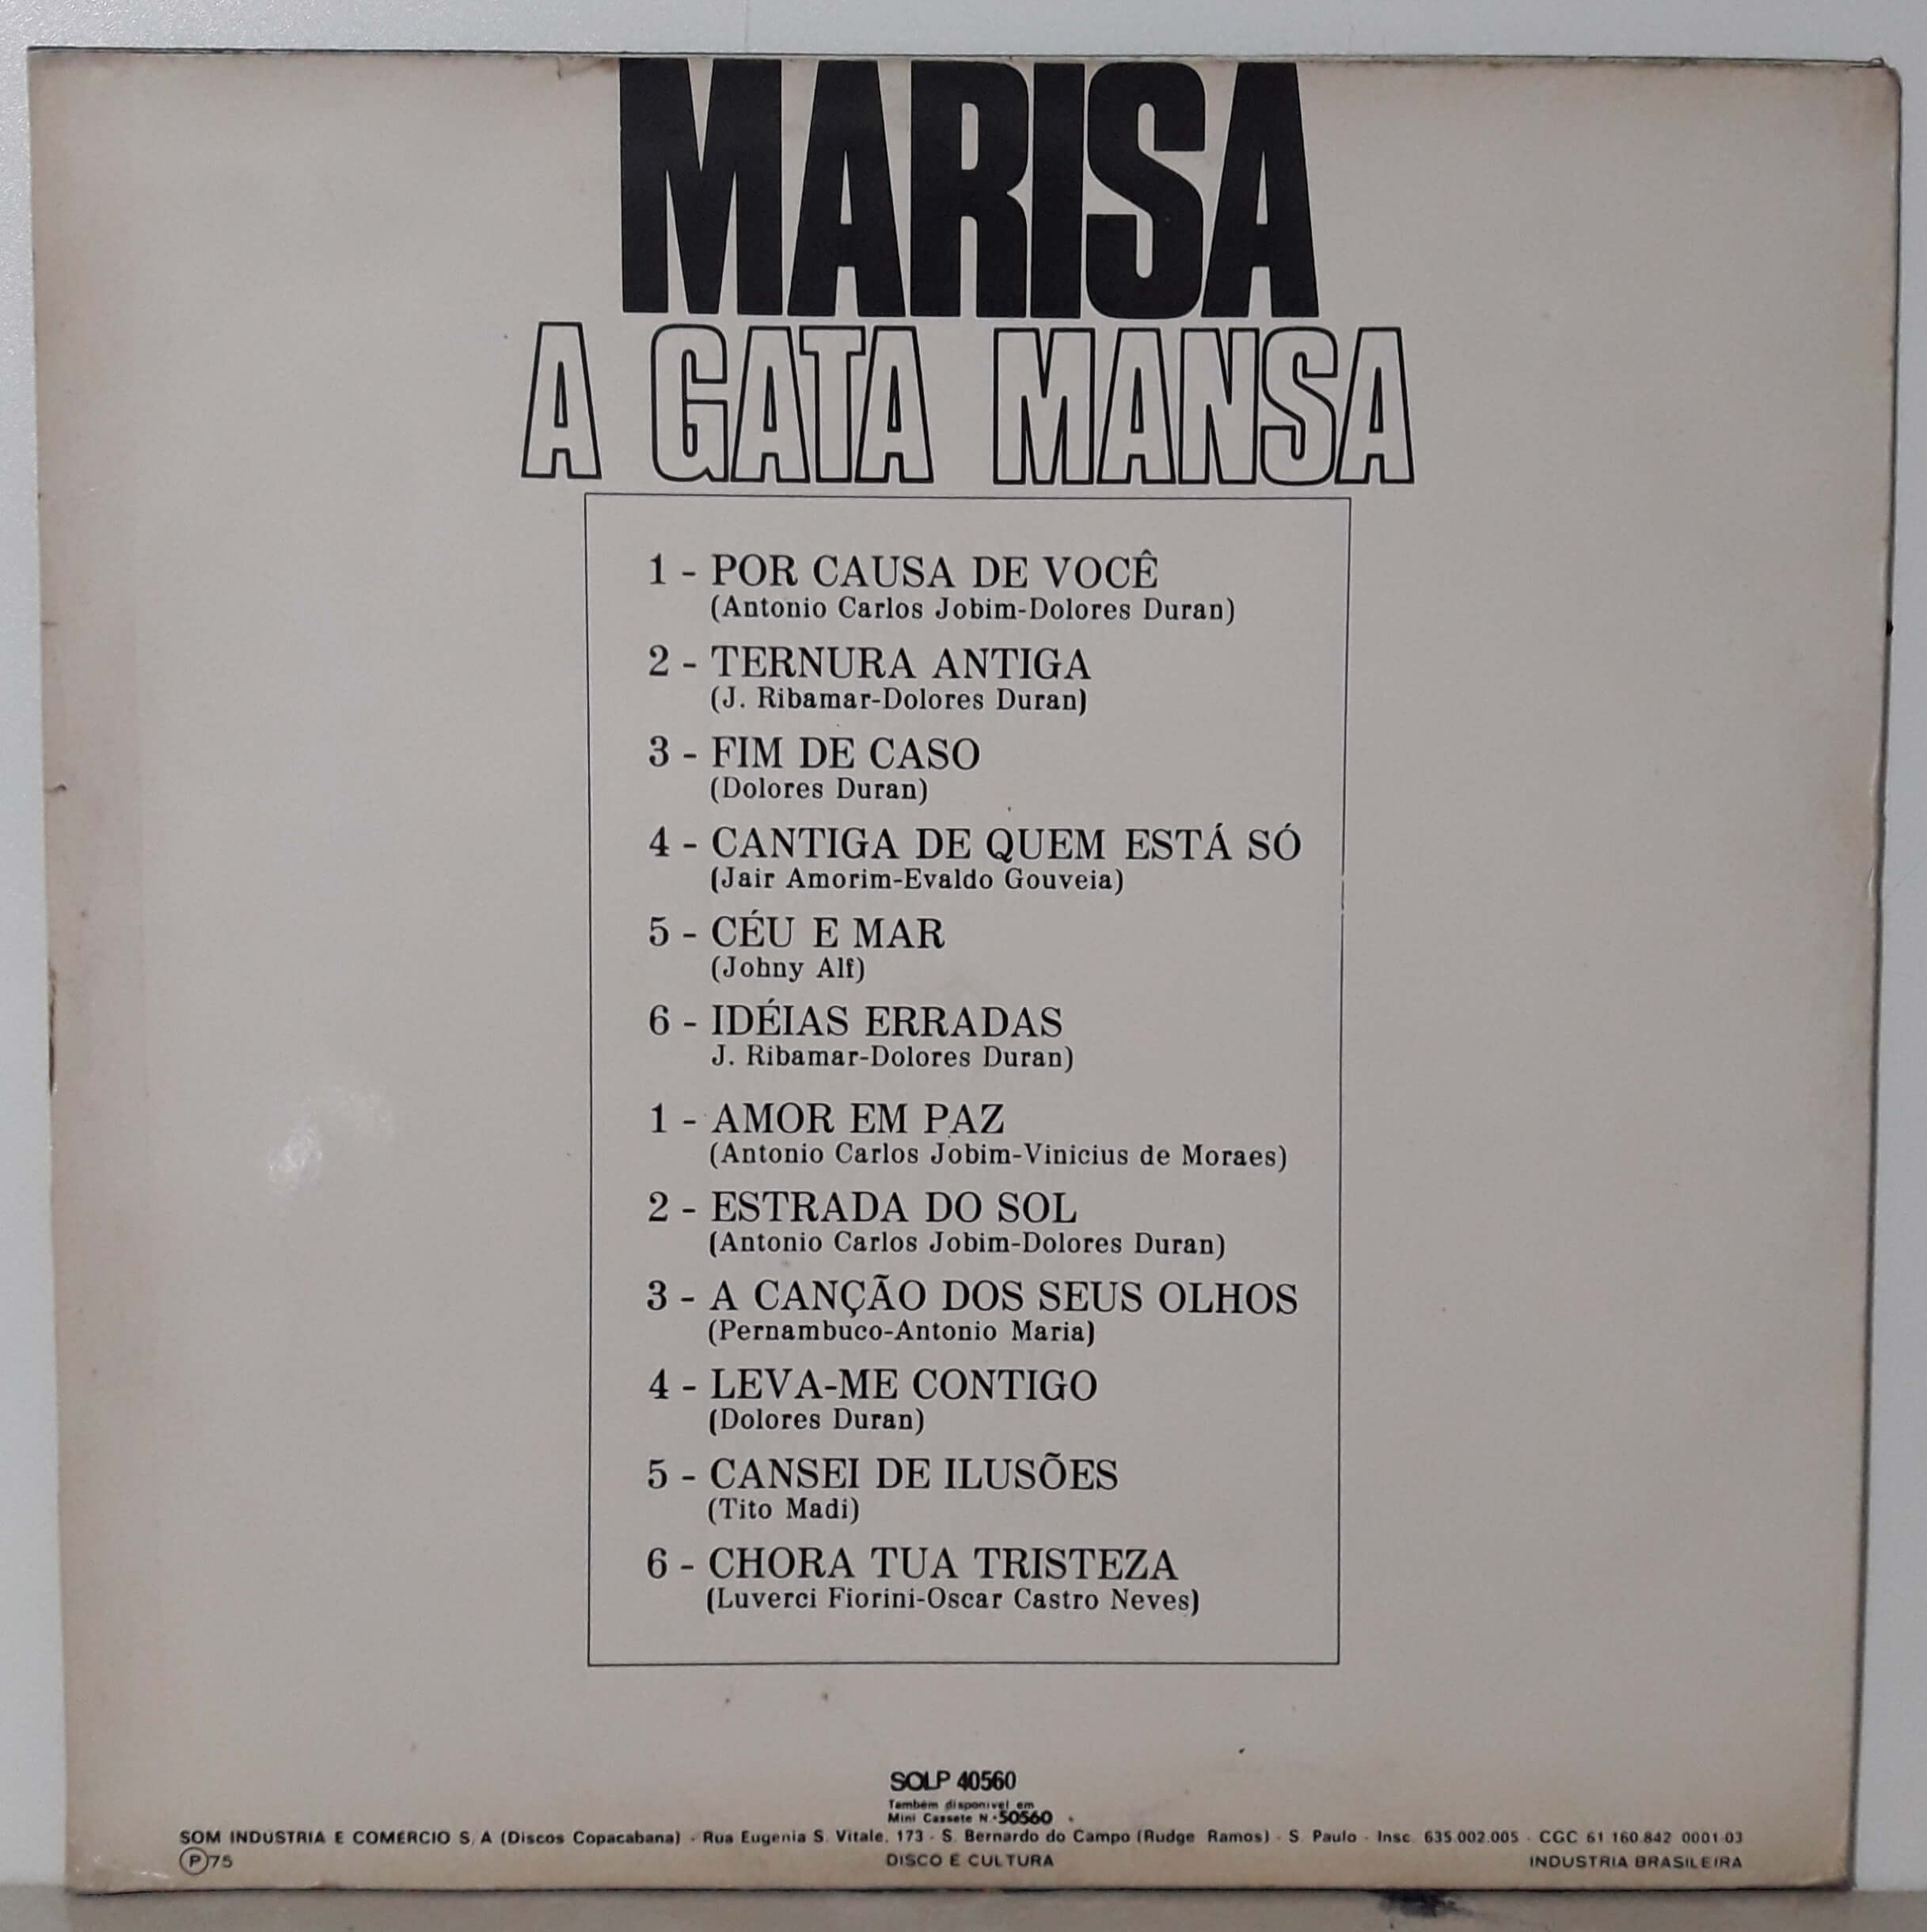 MARISA
A GATA MANSA
1 - POR CAUSA DE VOCÊ
(Antonio Carlos Jobim-Dolores Duran)
2 - TERNURA ANTIGA
(J. Ribamar-Dolores Duran)
3 - FIM DE CASO
(Dolores Duran)
4 - CANTIGA DE QUEM ESTÁ SÓ
(Jair Amorim-Evaldo Gouveia)
5 - CÉU E MAR
(Johny Alf)
6 - IDÉIAS ERRADAS
J. Ribamar-Dolores Duran)
1 - AMOR EM PAZ
(Antonio Carlos Jobim-Vinicius de Moraes)
2 - ESTRADA DO SOL
(Antonio Carlos Jobim-Dolores Duran)
3 - A CANÇÃO DOS SEUS OLHOS
(Pernambuco-Antonio Maria)
4 - LEVA-ME CONTIGO
(Dolores Duran)
5 - CANSEI DE ILUSÕES
(Tito Madi)
6 - CHORA TUA TRISTEZA
(Luverci Fiorini-Oscar Castro Neves)
SOLP 40560
Também disponivel em
Mini Cassete N.º 50560
SOM INDUSTRIA E COMÉRCIO S/A (Discos Copacabana) - Rua Eugenia S. Vitale, 173 - S. Bernardo do Campo (Rudge Ramos) - S. Paulo - Insc. 635.002.005 - CGC 61.160.842 0001-03
Ⓟ75 DISCO É CULTURA INDUSTRIA BRASILEIRA